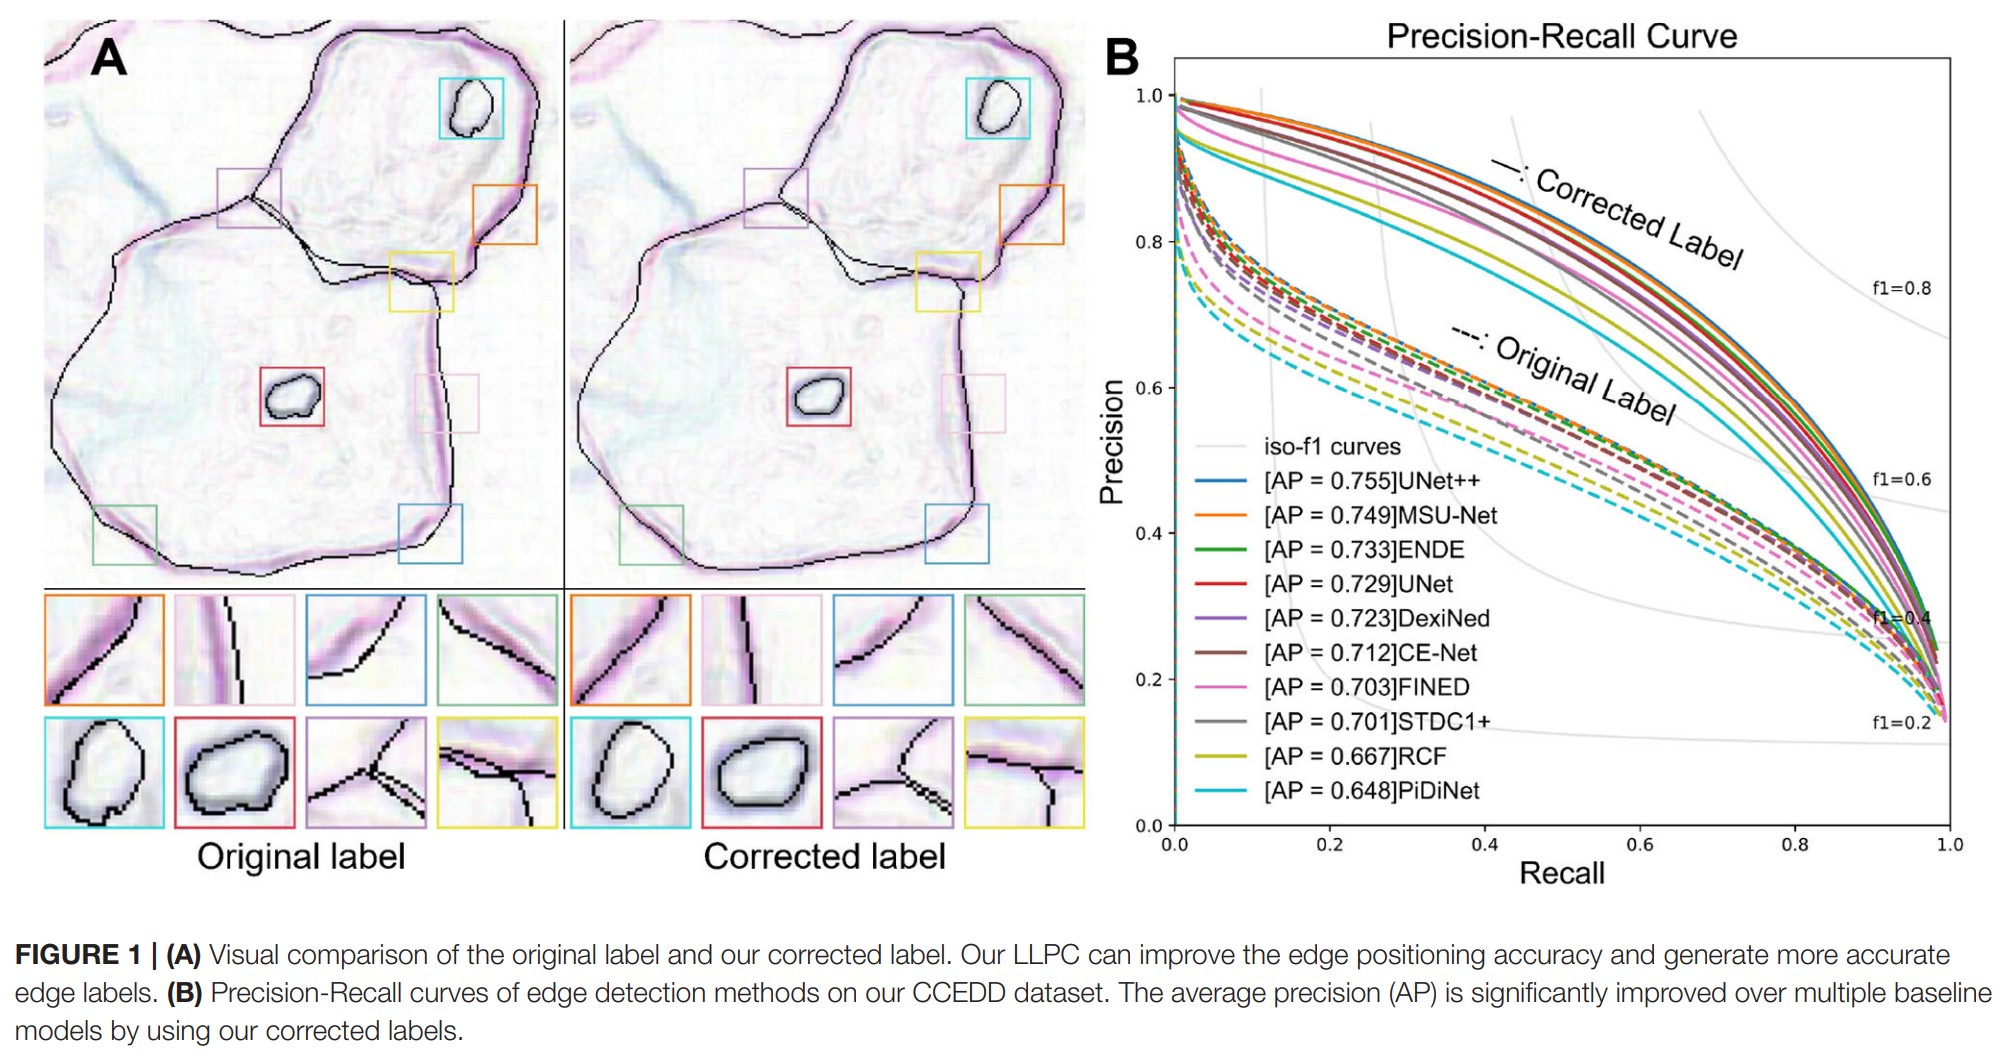 A
Original label
Corrected label
B
Precision-Recall Curve
Precision
1.0
0.8
0.6
0.4
0.2
0.0
—: Corrected Label
---: Original Label
f1=0.8
f1=0.6
f1=0.4
f1=0.2
iso-f1 curves
[AP = 0.755]UNet++
[AP = 0.749]MSU-Net
[AP = 0.733]ENDE
[AP = 0.729]UNet
[AP = 0.723]DexiNed
[AP = 0.712]CE-Net
[AP = 0.703]FINED
[AP = 0.701]STDC1+
[AP = 0.667]RCF
[AP = 0.648]PiDiNet
0.0 0.2 0.4 0.6 0.8 1.0
Recall
FIGURE 1 | (A) Visual comparison of the original label and our corrected label. Our LLPC can improve the edge positioning accuracy and generate more accurate
edge labels. (B) Precision-Recall curves of edge detection methods on our CCEDD dataset. The average precision (AP) is significantly improved over multiple baseline
models by using our corrected labels.